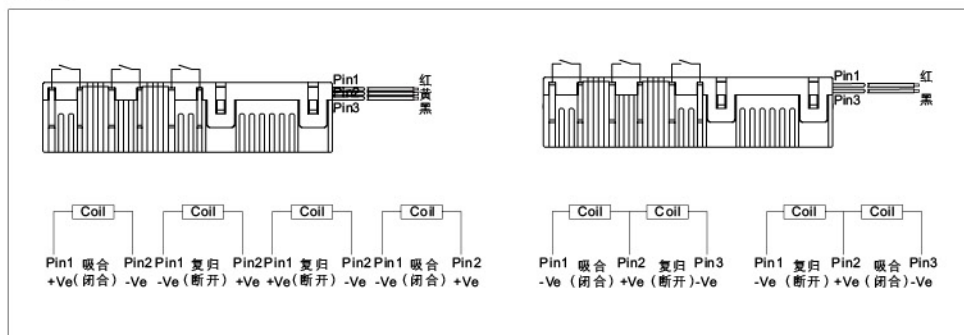 Pin1 红
Pin2 黄
Pin3 黑
Pin1 红
Pin3 黑
Coil Coil Coil Coil
Pin1 吸合 Pin2 Pin1 复归 Pin2 Pin1 复归 Pin2 Pin1 吸合 Pin2
+Ve (闭合) -Ve -Ve (断开) +Ve +Ve (断开) -Ve -Ve (闭合) +Ve
Coil Coil Coil Coil
Pin1 吸合 Pin2 复归 Pin3 Pin1 复归 Pin2 吸合 Pin3
-Ve (闭合) +Ve (断开) -Ve -Ve (断开) +Ve (闭合) -Ve